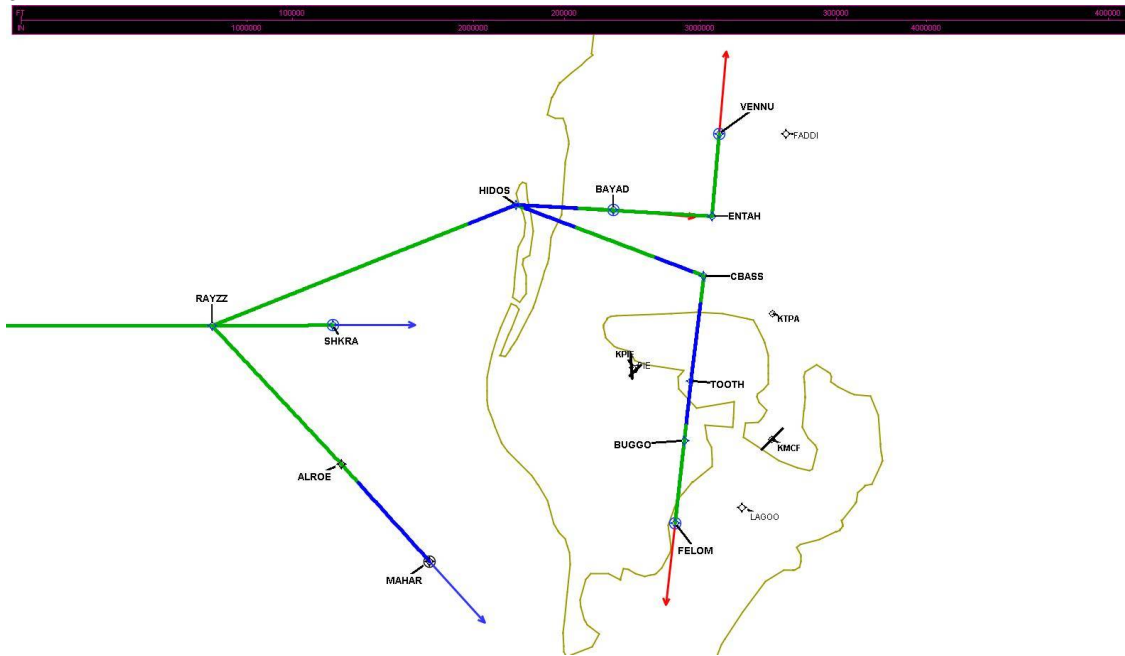 FT
100000
200000
300000
400000
IN
1000000
2000000
3000000
4000000
VENNU
FADDI
HIDOS
BAYAD
ENTAH
CBASS
RAYZZ
KTPA
SHKRA
KPIE
PIE
TOOTH
BUGGO
KMCF
ALROE
LAGOO
FELOM
MAHAR